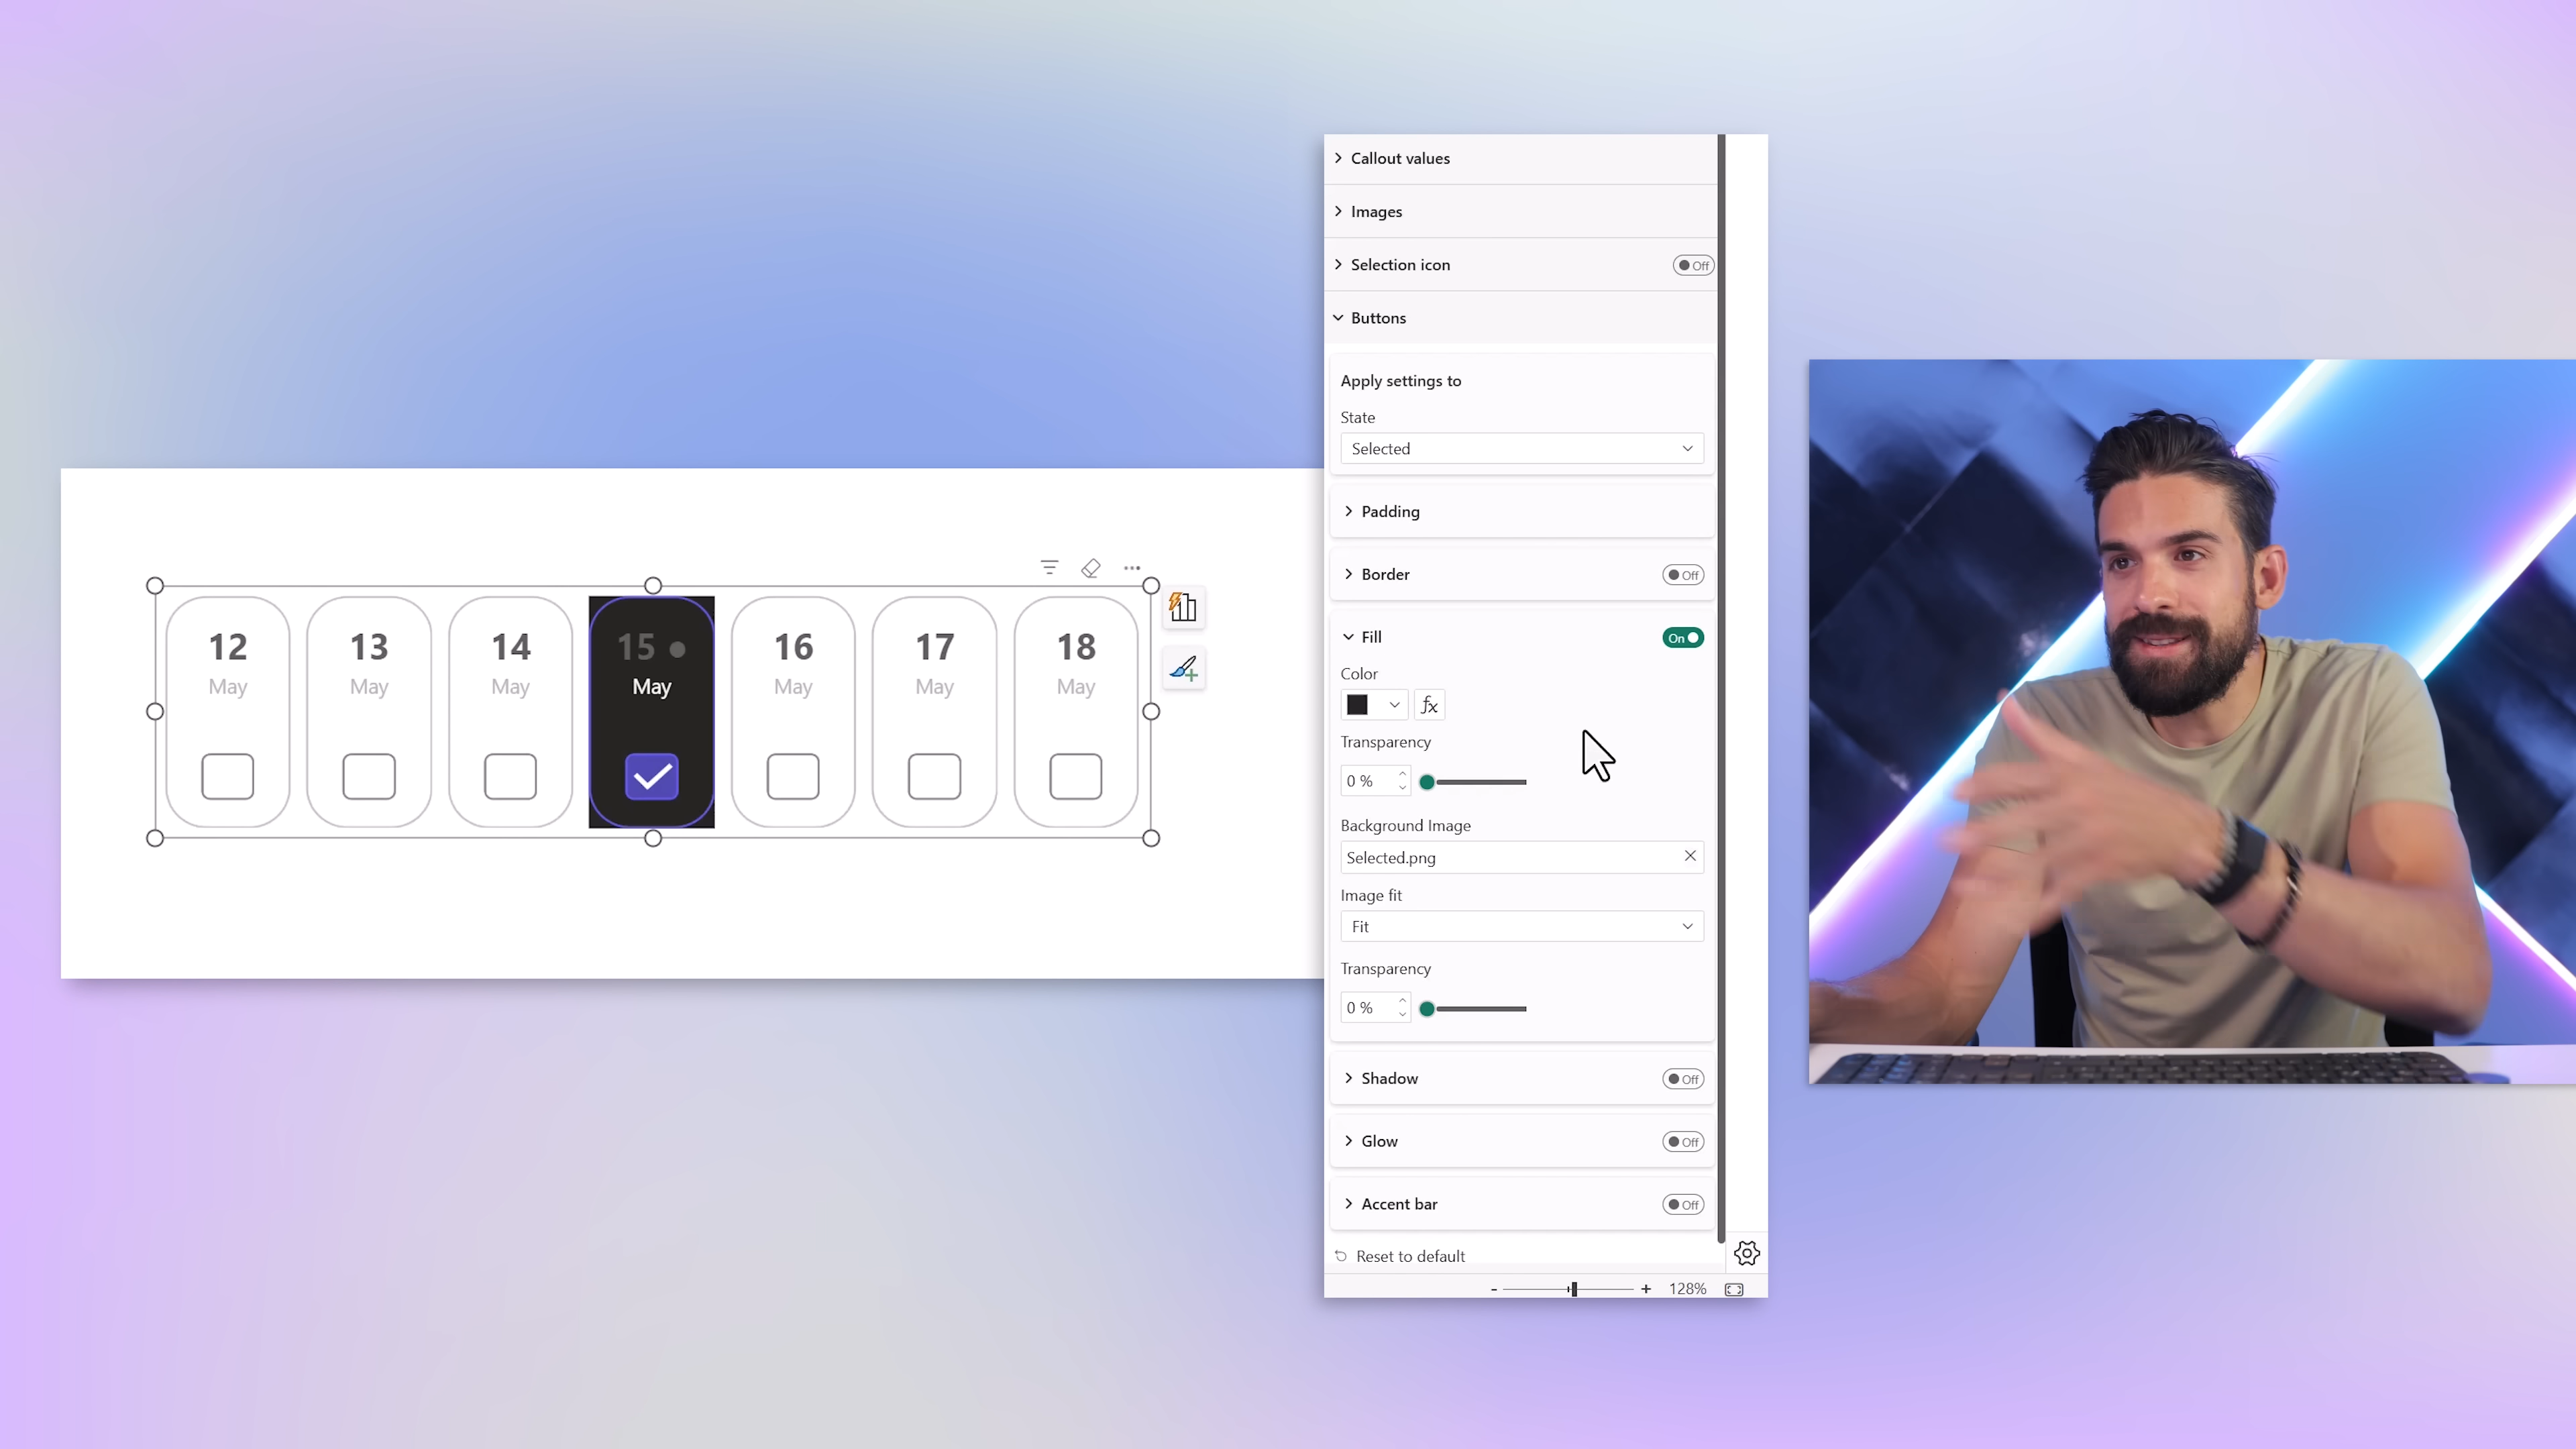 Callout values
Images
Selection icon
Off
Buttons
Apply settings to
State
Selected
Padding
Border
Off
Fill
On
Color
fx
Transparency
0 %
Background Image
Selected.png
Image fit
Fit
Transparency
0 %
Shadow
Off
Glow
Off
Accent bar
Off
Reset to default
- + 128%
12 13 14 15 • 16 17 18
May May May May May May May